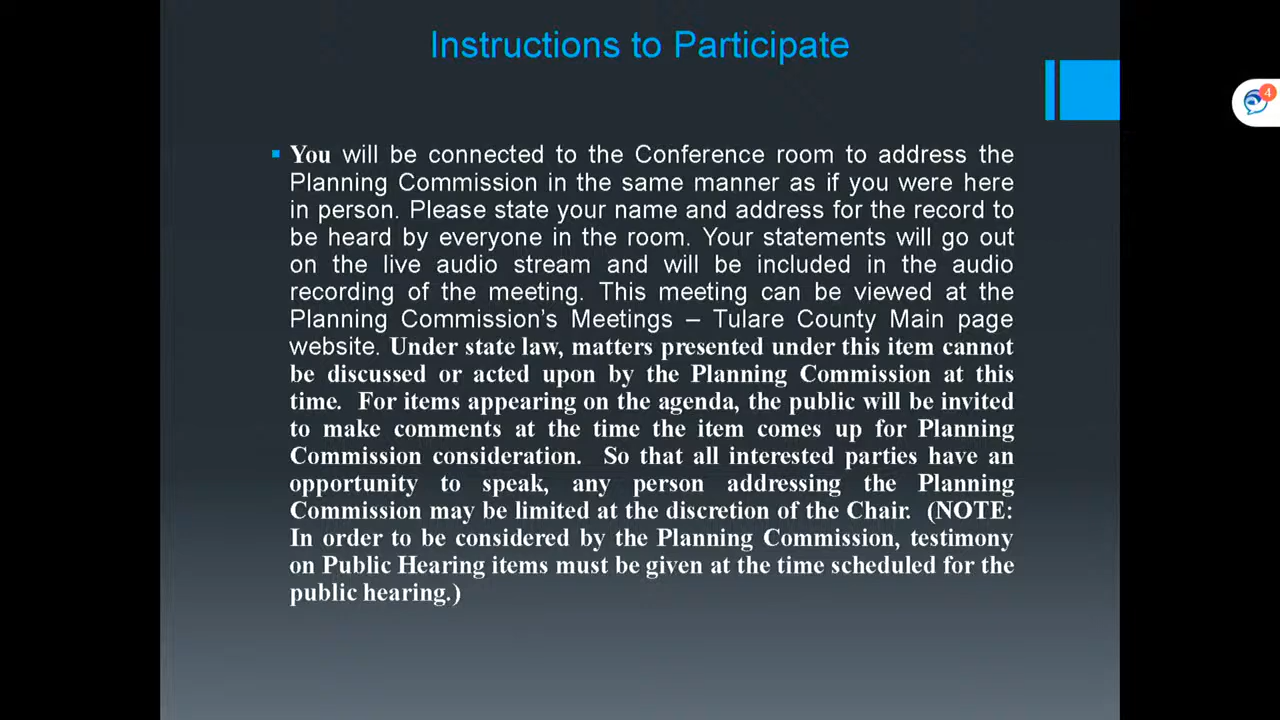 Instructions to Participate
4
▪ You will be connected to the Conference room to address the
Planning Commission in the same manner as if you were here
in person. Please state your name and address for the record to
be heard by everyone in the room. Your statements will go out
on the live audio stream and will be included in the audio
recording of the meeting. This meeting can be viewed at the
Planning Commission's Meetings – Tulare County Main page
website. Under state law, matters presented under this item cannot
be discussed or acted upon by the Planning Commission at this
time. For items appearing on the agenda, the public will be invited
to make comments at the time the item comes up for Planning
Commission consideration. So that all interested parties have an
opportunity to speak, any person addressing the Planning
Commission may be limited at the discretion of the Chair. (NOTE:
In order to be considered by the Planning Commission, testimony
on Public Hearing items must be given at the time scheduled for the
public hearing.)